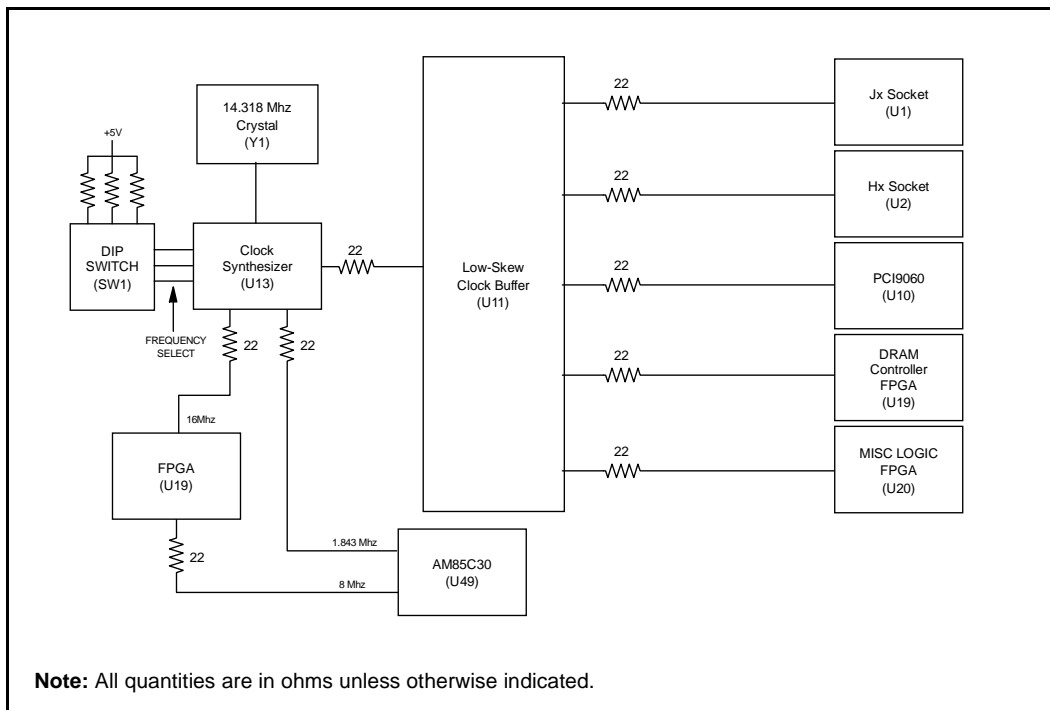 14.318 Mhz
Crystal
(Y1)
+5V
DIP
SWITCH
(SW1)
FREQUENCY
SELECT
Clock
Synthesizer
(U13)
22
22
22
16Mhz
FPGA
(U19)
22
1.843 Mhz
8 Mhz
AM85C30
(U49)
Low-Skew
Clock Buffer
(U11)
22
Jx Socket
(U1)
22
Hx Socket
(U2)
22
PCI9060
(U10)
22
DRAM
Controller
FPGA
(U19)
22
MISC LOGIC
FPGA
(U20)
Note: All quantities are in ohms unless otherwise indicated.